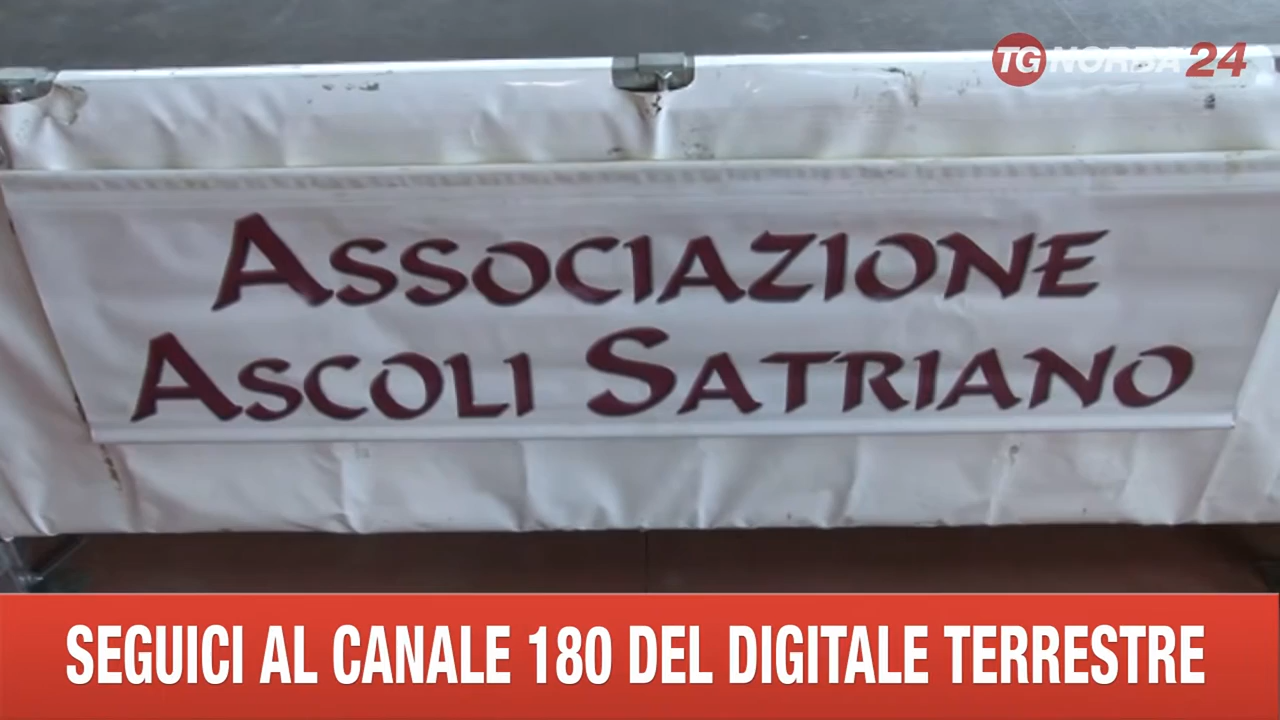 TG NORBA 24
ASSOCIAZIONE
ASCOLI SATRIANO
SEGUICI AL CANALE 180 DEL DIGITALE TERRESTRE